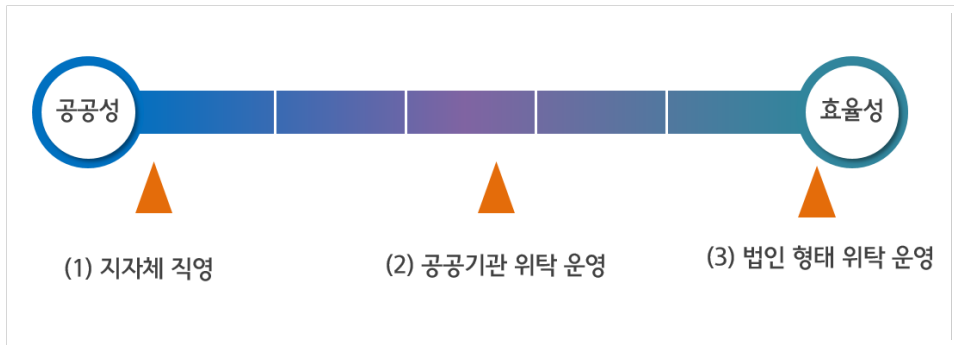 공공성
효율성
(1) 지자체 직영
(2) 공공기관 위탁 운영
(3) 법인 형태 위탁 운영